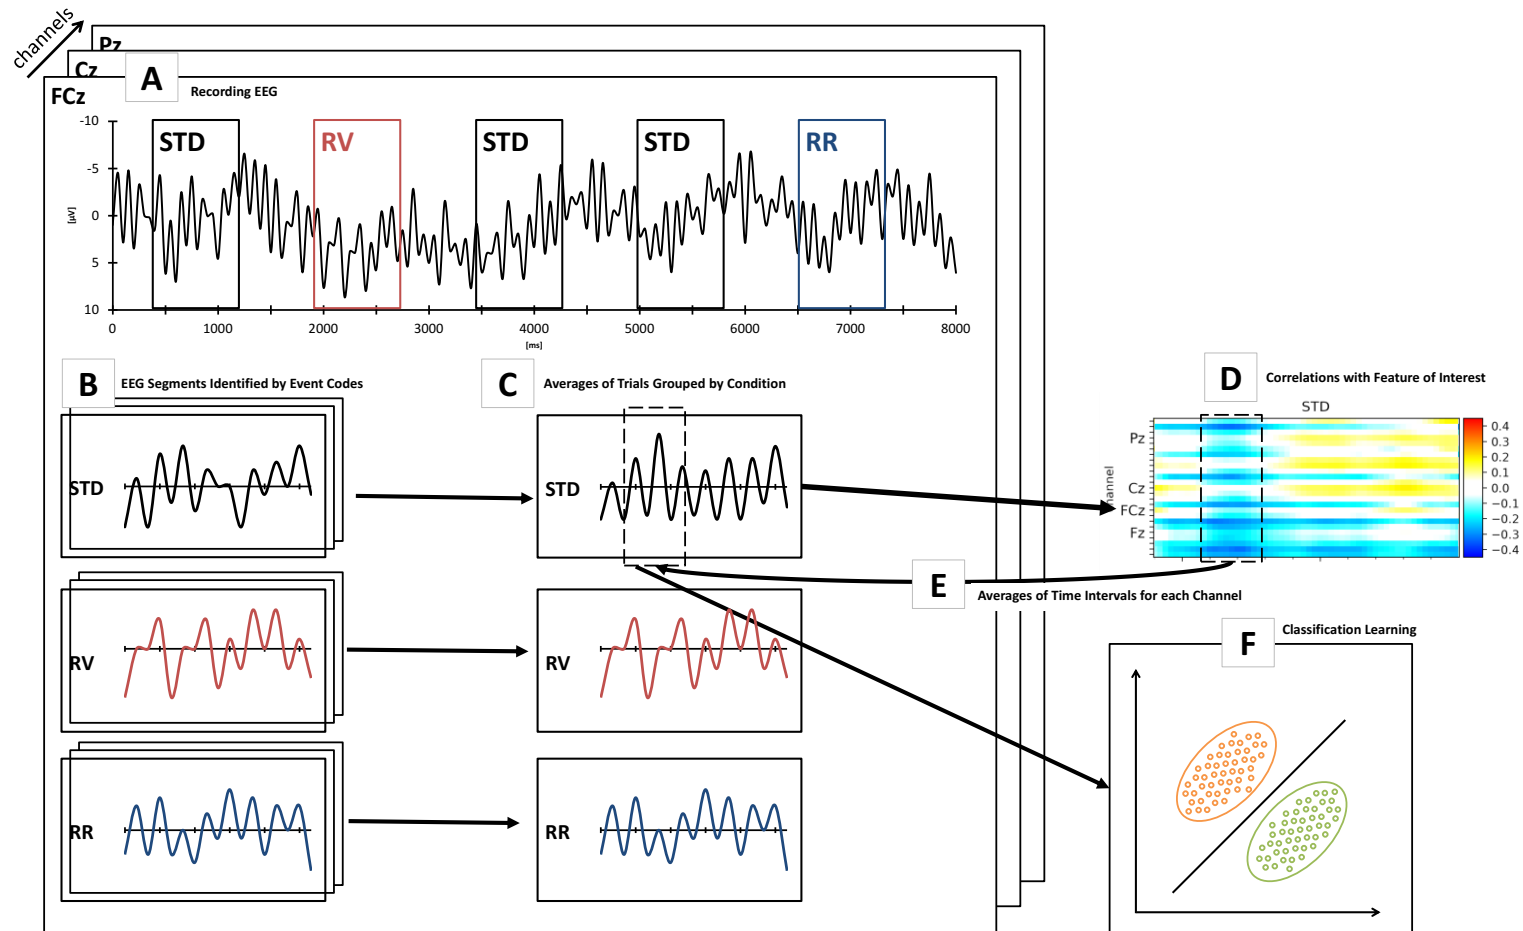 channels
Pz
Cz
FCz
A
Recording EEG
-10
-5
0
5
10
[µV]
STD
RV
STD
STD
RR
0 1000 2000 3000 4000 5000 6000 7000 8000
[ms]
B
EEG Segments Identified by Event Codes
STD
RV
RR
C
Averages of Trials Grouped by Condition
STD
RV
RR
D
Correlations with Feature of Interest
STD
Pz
Cz
FCz
Fz
0.4
0.3
0.2
0.1
0.0
−0.1
−0.2
−0.3
−0.4
E
Averages of Time Intervals for each Channel
F
Classification Learning